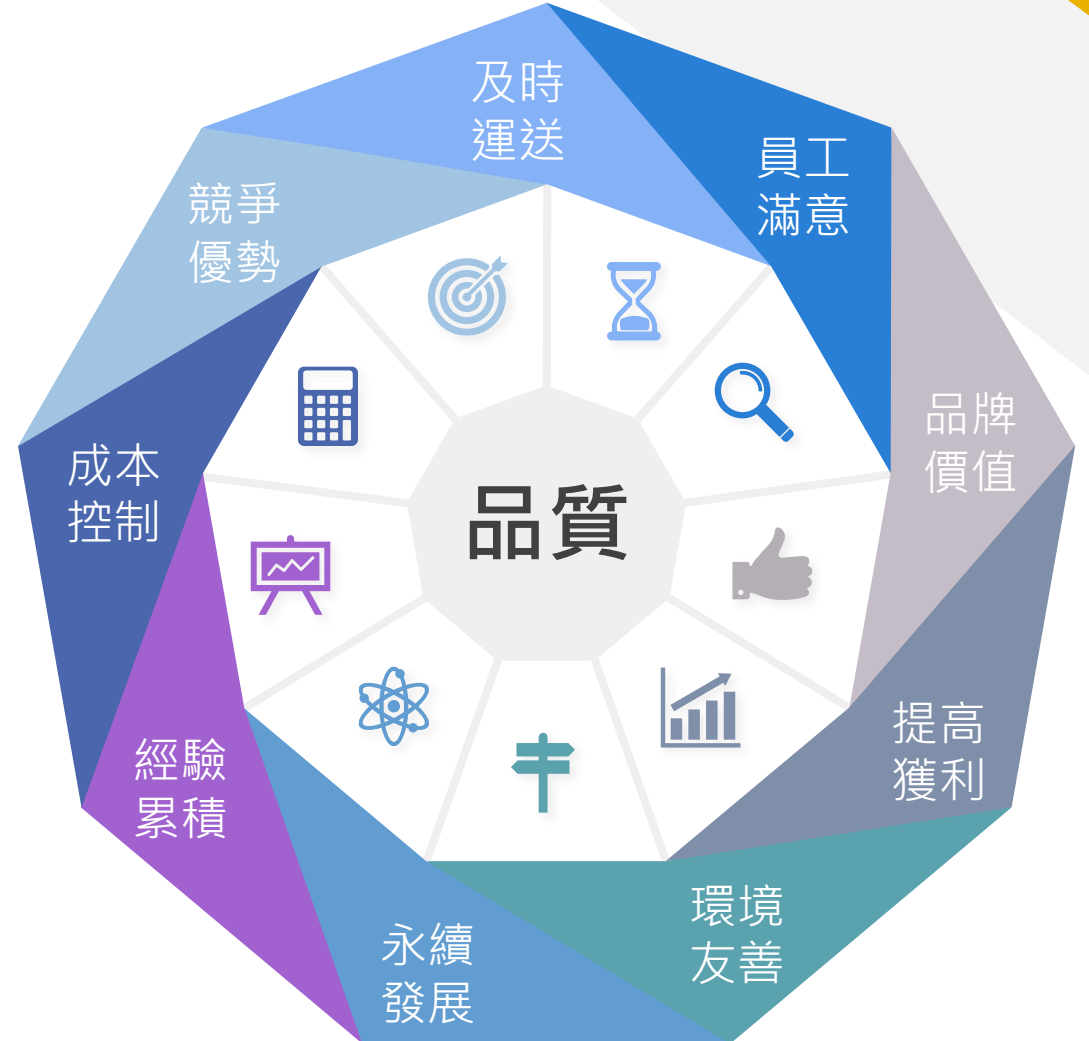 及時
運送
員工
滿意
品牌
價值
提高
獲利
環境
友善
永續
發展
經驗
累積
成本
控制
競爭
優勢
品質